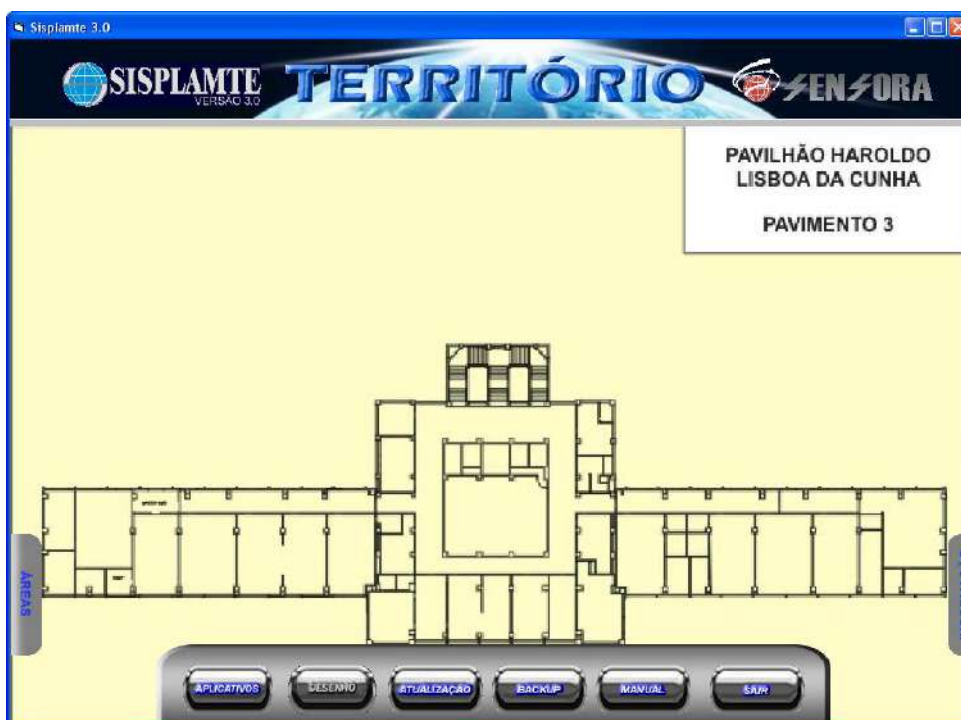 Sisplamte 3.0
SISPLAMTE
VERSÃO 3.0
TERRITÓRIO
SENSORA
PAVILHÃO HAROLDO
LISBOA DA CUNHA
PAVIMENTO 3
ÁREAS
APLICATIVOS
DESENHO
ATUALIZAÇÃO
BACKUP
MANUAL
SAIR